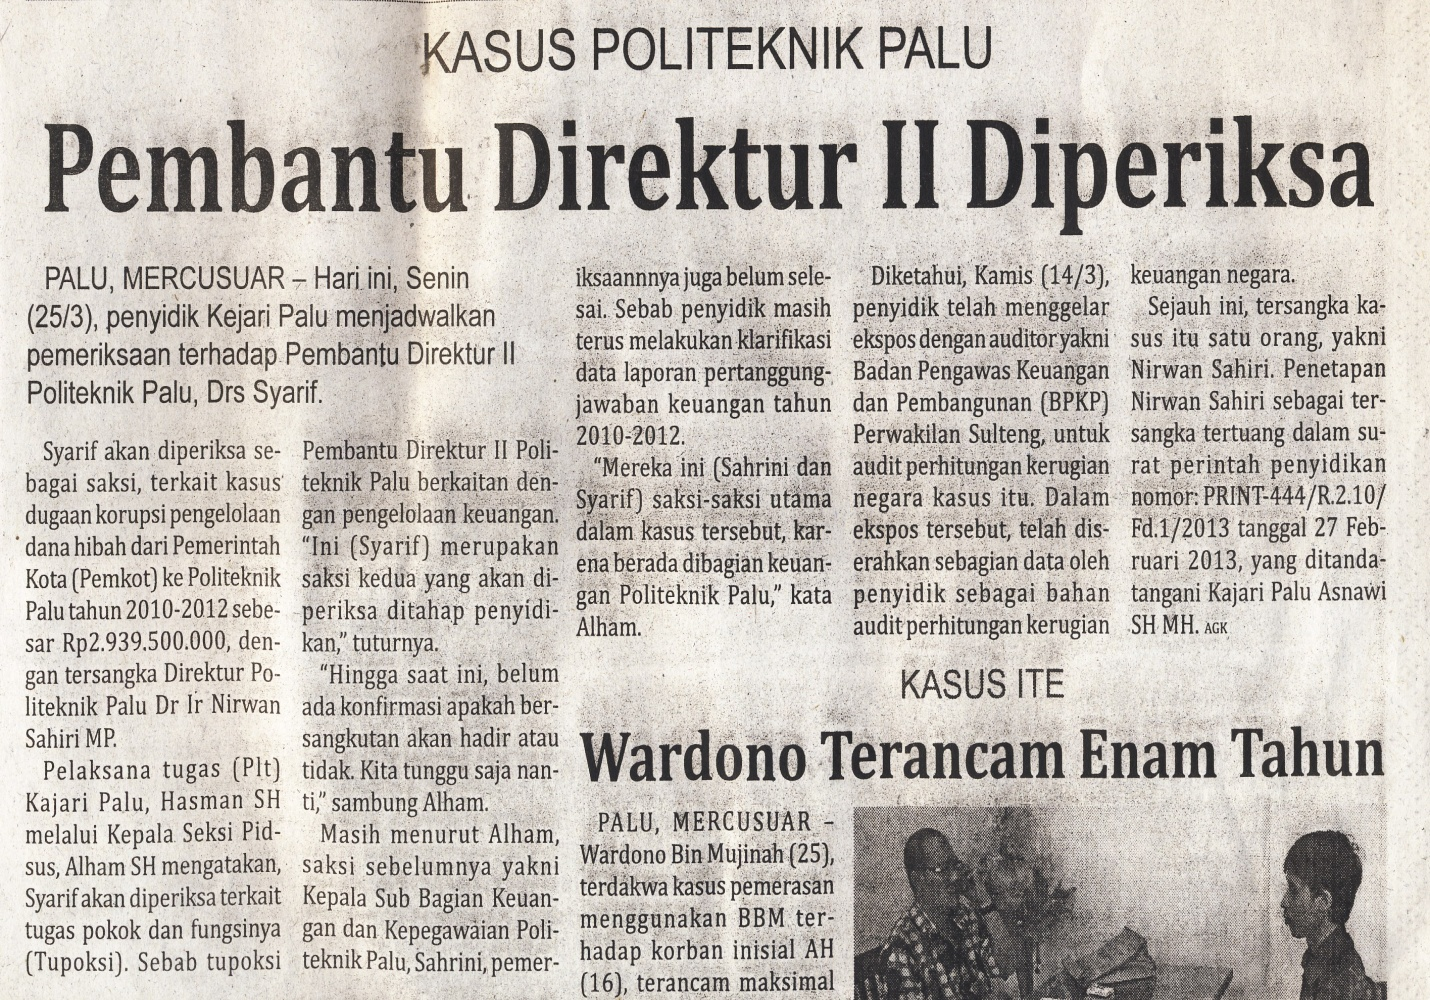 KASUS POLITEKNIK PALU
Pembantu Direktur II Diperiksa
PALU, MERCUSUAR – Hari ini, Senin
(25/3), penyidik Kejari Palu menjadwalkan
pemeriksaan terhadap Pembantu Direktur II
Politeknik Palu, Drs Syarif.
Syarif akan diperiksa se-
bagai saksi, terkait kasus
dugaan korupsi pengelolaan
dana hibah dari Pemerintah
Kota (Pemkot) ke Politeknik
Palu tahun 2010-2012 sebe-
sar Rp2.939.500.000, den-
gan tersangka Direktur Po-
liteknik Palu Dr Ir Nirwan
Sahiri MP.
Pelaksana tugas (Plt)
Kajari Palu, Hasman SH
melalui Kepala Seksi Pid-
sus, Alham SH mengatakan,
Syarif akan diperiksa terkait
tugas pokok dan fungsinya
(Tupoksi). Sebab tupoksi
Pembantu Direktur II Poli-
teknik Palu berkaitan den-
gan pengelolaan keuangan.
“Ini (Syarif) merupakan
saksi kedua yang akan di-
periksa ditahap penyidi-
kan,” tuturnya.
“Hingga saat ini, belum
ada konfirmasi apakah ber-
sangkutan akan hadir atau
tidak. Kita tunggu saja nan-
ti,” sambung Alham.
Masih menurut Alham,
saksi sebelumnya yakni
Kepala Sub Bagian Keuan-
gan dan Kepegawaian Poli-
teknik Palu, Sahrini, pemer-
iksaannnya juga belum sele-
sai. Sebab penyidik masih
terus melakukan klarifikasi
data laporan pertanggung-
jawaban keuangan tahun
2010-2012.
“Mereka ini (Sahrini dan
Syarif) saksi-saksi utama
dalam kasus tersebut, kar-
ena berada dibagian keuan-
gan Politeknik Palu,” kata
Alham.
Diketahui, Kamis (14/3),
penyidik telah menggelar
ekspos dengan auditor yakni
Badan Pengawas Keuangan
dan Pembangunan (BPKP)
Perwakilan Sulteng, untuk
audit perhitungan kerugian
negara kasus itu. Dalam
ekspos tersebut, telah dis-
erahkan sebagian data oleh
penyidik sebagai bahan
audit perhitungan kerugian
keuangan negara.
Sejauh ini, tersangka ka-
sus itu satu orang, yakni
Nirwan Sahiri. Penetapan
Nirwan Sahiri sebagai ter-
sangka tertuang dalam su-
rat perintah penyidikan
nomor: PRINT-444/R.2.10/
Fd.1/2013 tanggal 27 Feb-
ruari 2013, yang ditanda-
tangani Kajari Palu Asnawi
SH MH. AGK
KASUS ITE
Wardono Terancam Enam Tahun
PALU, MERCUSUAR –
Wardono Bin Mujinah (25),
terdakwa kasus pemerasan
menggunakan BBM ter-
hadap korban inisial AH
(16), terancam maksimal